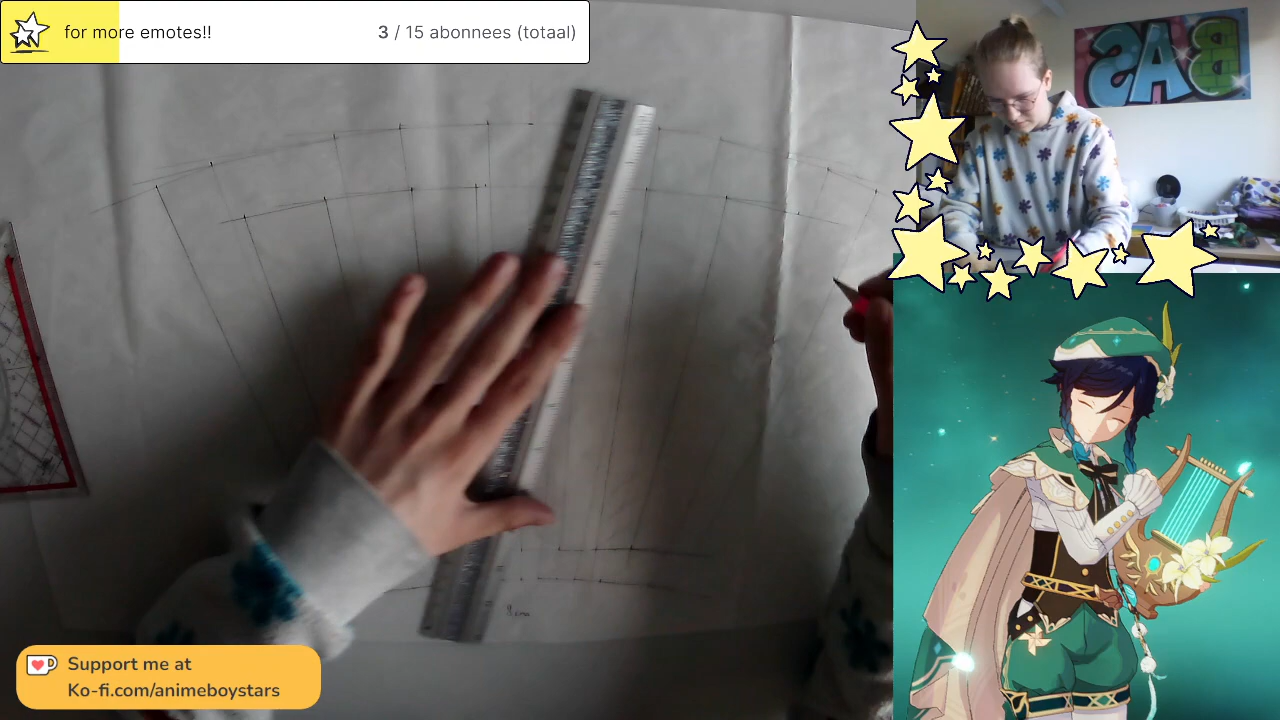 for more emotes!! 3 / 15 abonnees (totaal)
BAS
Support me at
Ko-fi.com/animeboystars